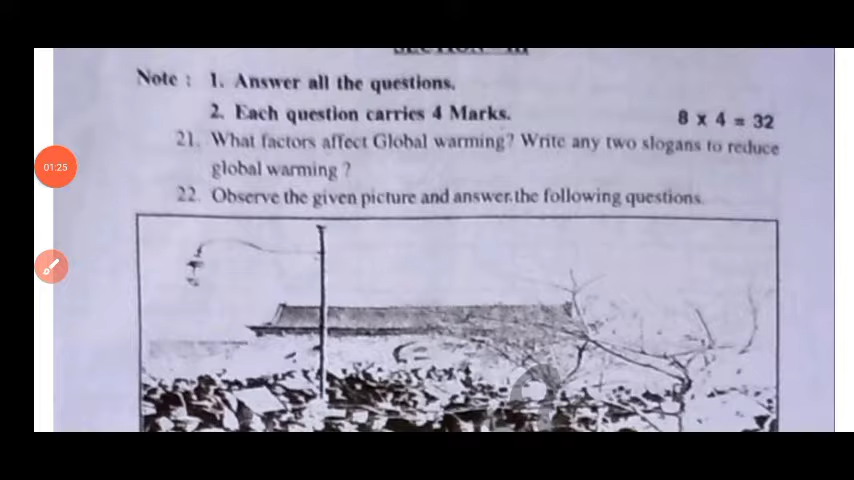 SECTION - III
Note : 1. Answer all the questions.
2. Each question carries 4 Marks.
8 x 4 = 32
21. What factors affect Global warming? Write any two slogans to reduce
global warming ?
22. Observe the given picture and answer the following questions.
01:25